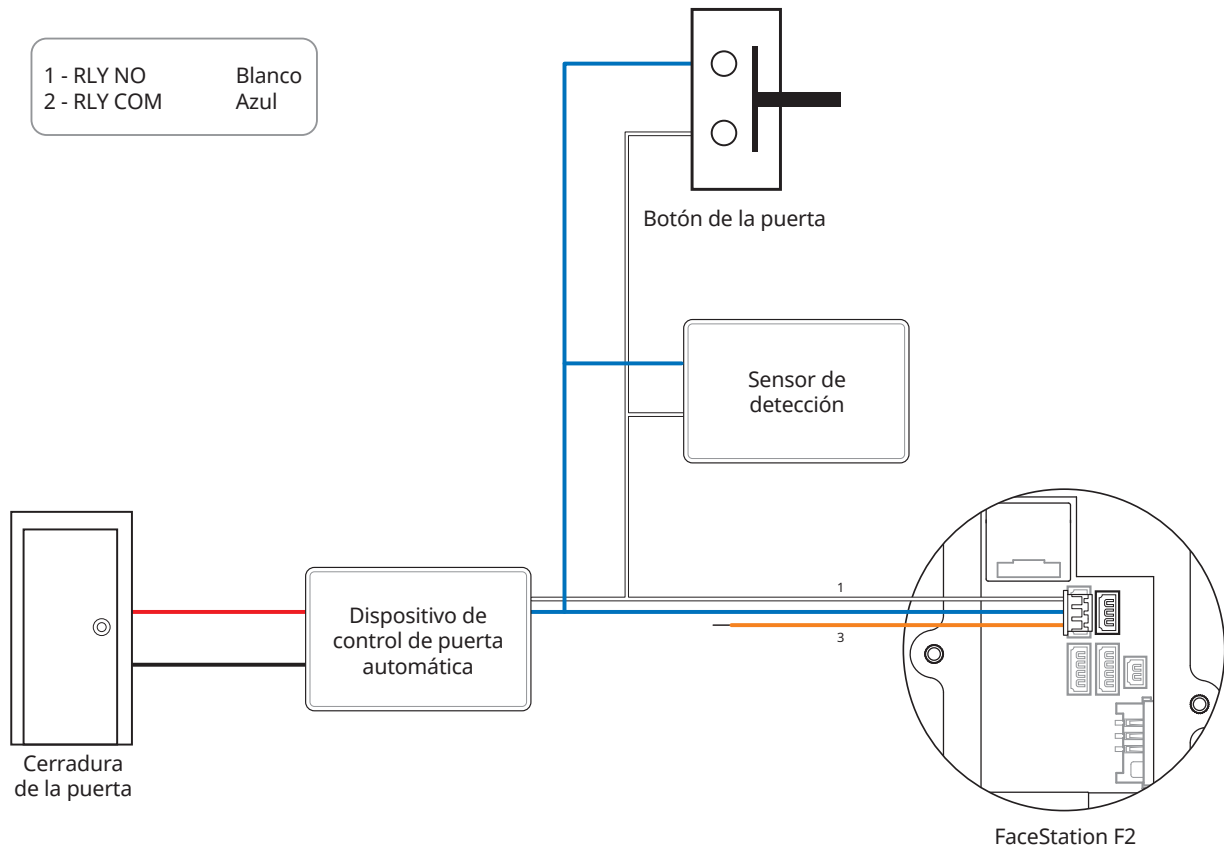 1 - RLY NO Blanco
2 - RLY COM Azul
Botón de la puerta
Sensor de
detección
Dispositivo de
control de puerta
automática
1
3
Cerradura
de la puerta
FaceStation F2